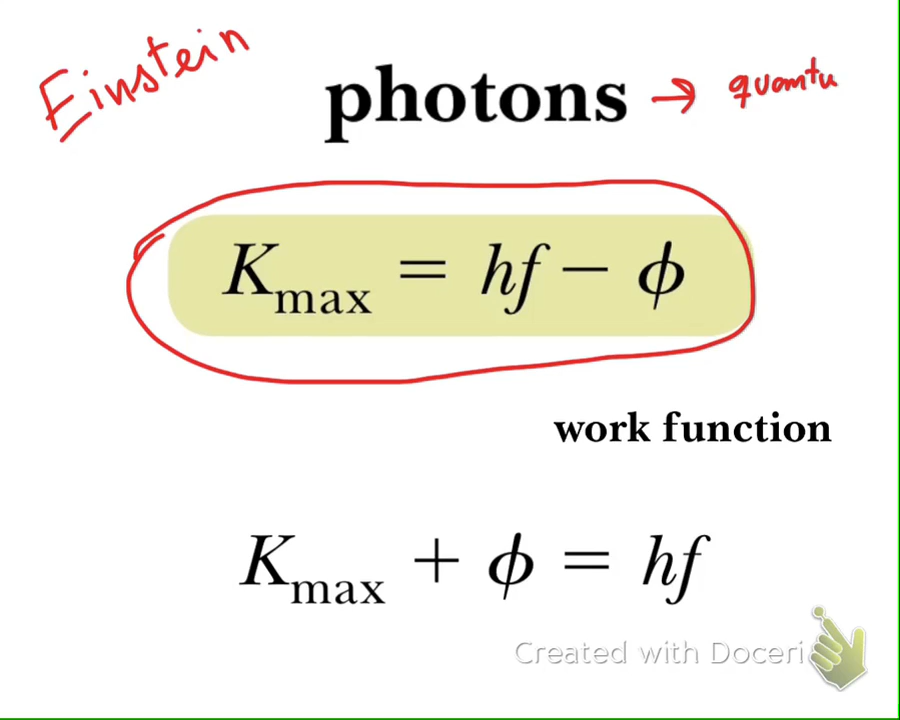 Einstein
photons → quantu
K_max = hf − ϕ
work function
K_max + ϕ = hf
Created with Doceri